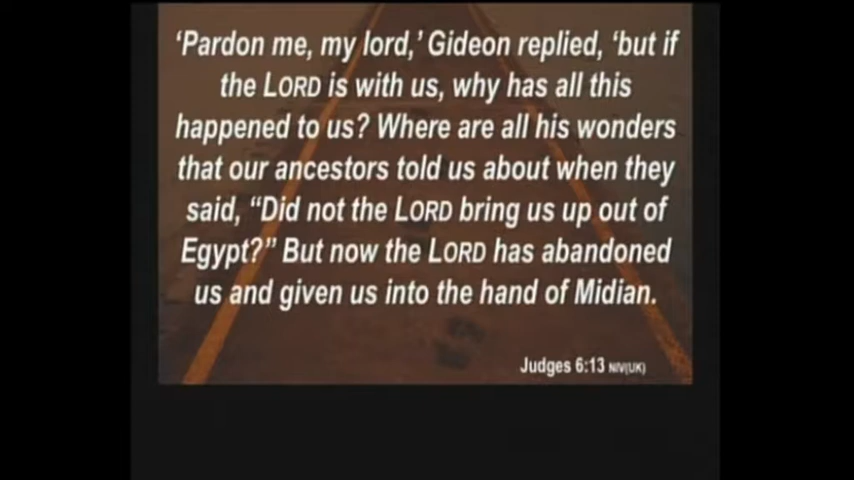 ‘Pardon me, my lord,’ Gideon replied, ‘but if
the LORD is with us, why has all this
happened to us? Where are all his wonders
that our ancestors told us about when they
said, “Did not the LORD bring us up out of
Egypt?” But now the LORD has abandoned
us and given us into the hand of Midian.
Judges 6:13 NIV(UK)